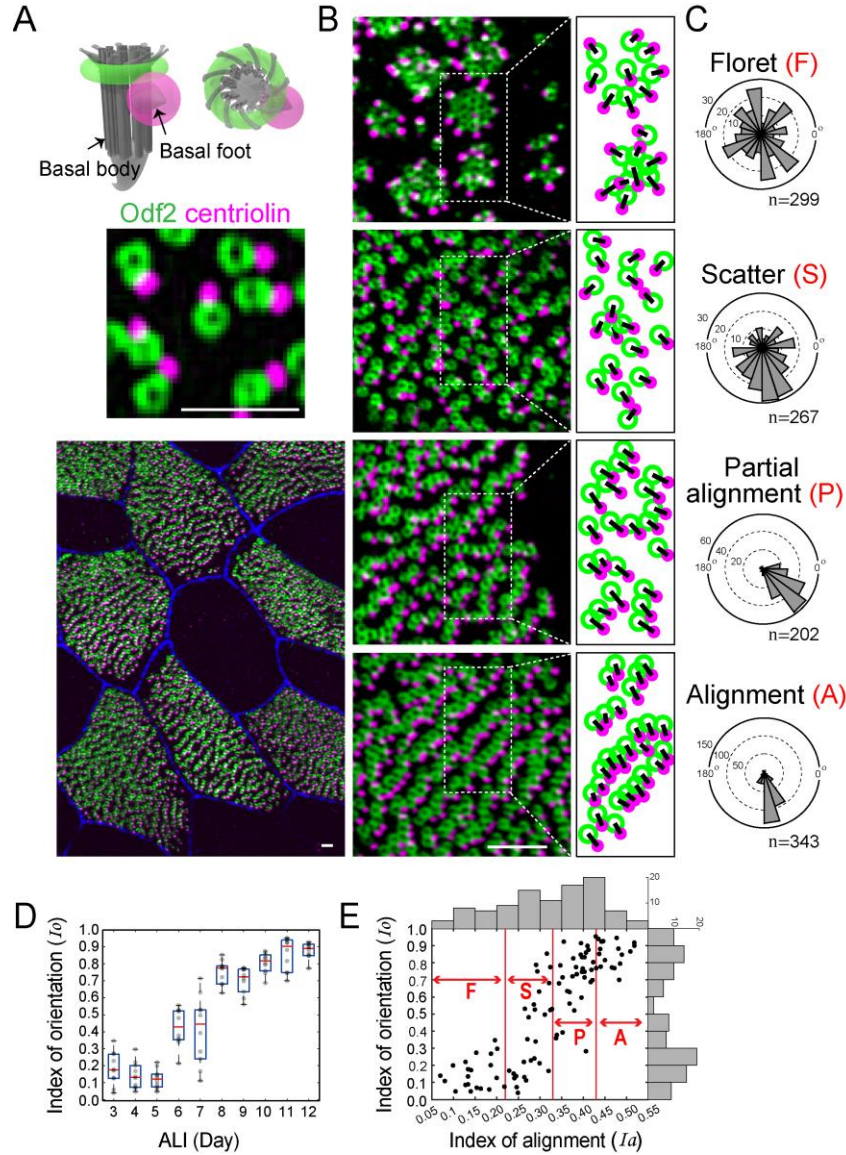 A
Basal body
Basal foot
Odf2 centriolin
B
C
Floret (F)
30
20
10
180°
0°
n=299
Scatter (S)
30
20
10
180°
0°
n=267
Partial
alignment (P)
60
40
20
180°
0°
n=202
Alignment (A)
150
100
50
180°
0°
n=343
D
Index of orientation (Io)
1.0
0.9
0.8
0.7
0.6
0.5
0.4
0.3
0.2
0.1
0.0
3 4 5 6 7 8 9 10 11 12
ALI (Day)
E
20
10
Index of orientation (Io)
1.0
0.9
0.8
0.7
0.6
0.5
0.4
0.3
0.2
0.1
0.0
F
S
P
A
10
20
0.05 0.1 0.15 0.20 0.25 0.30 0.35 0.40 0.45 0.50 0.55
Index of alignment (Ia)